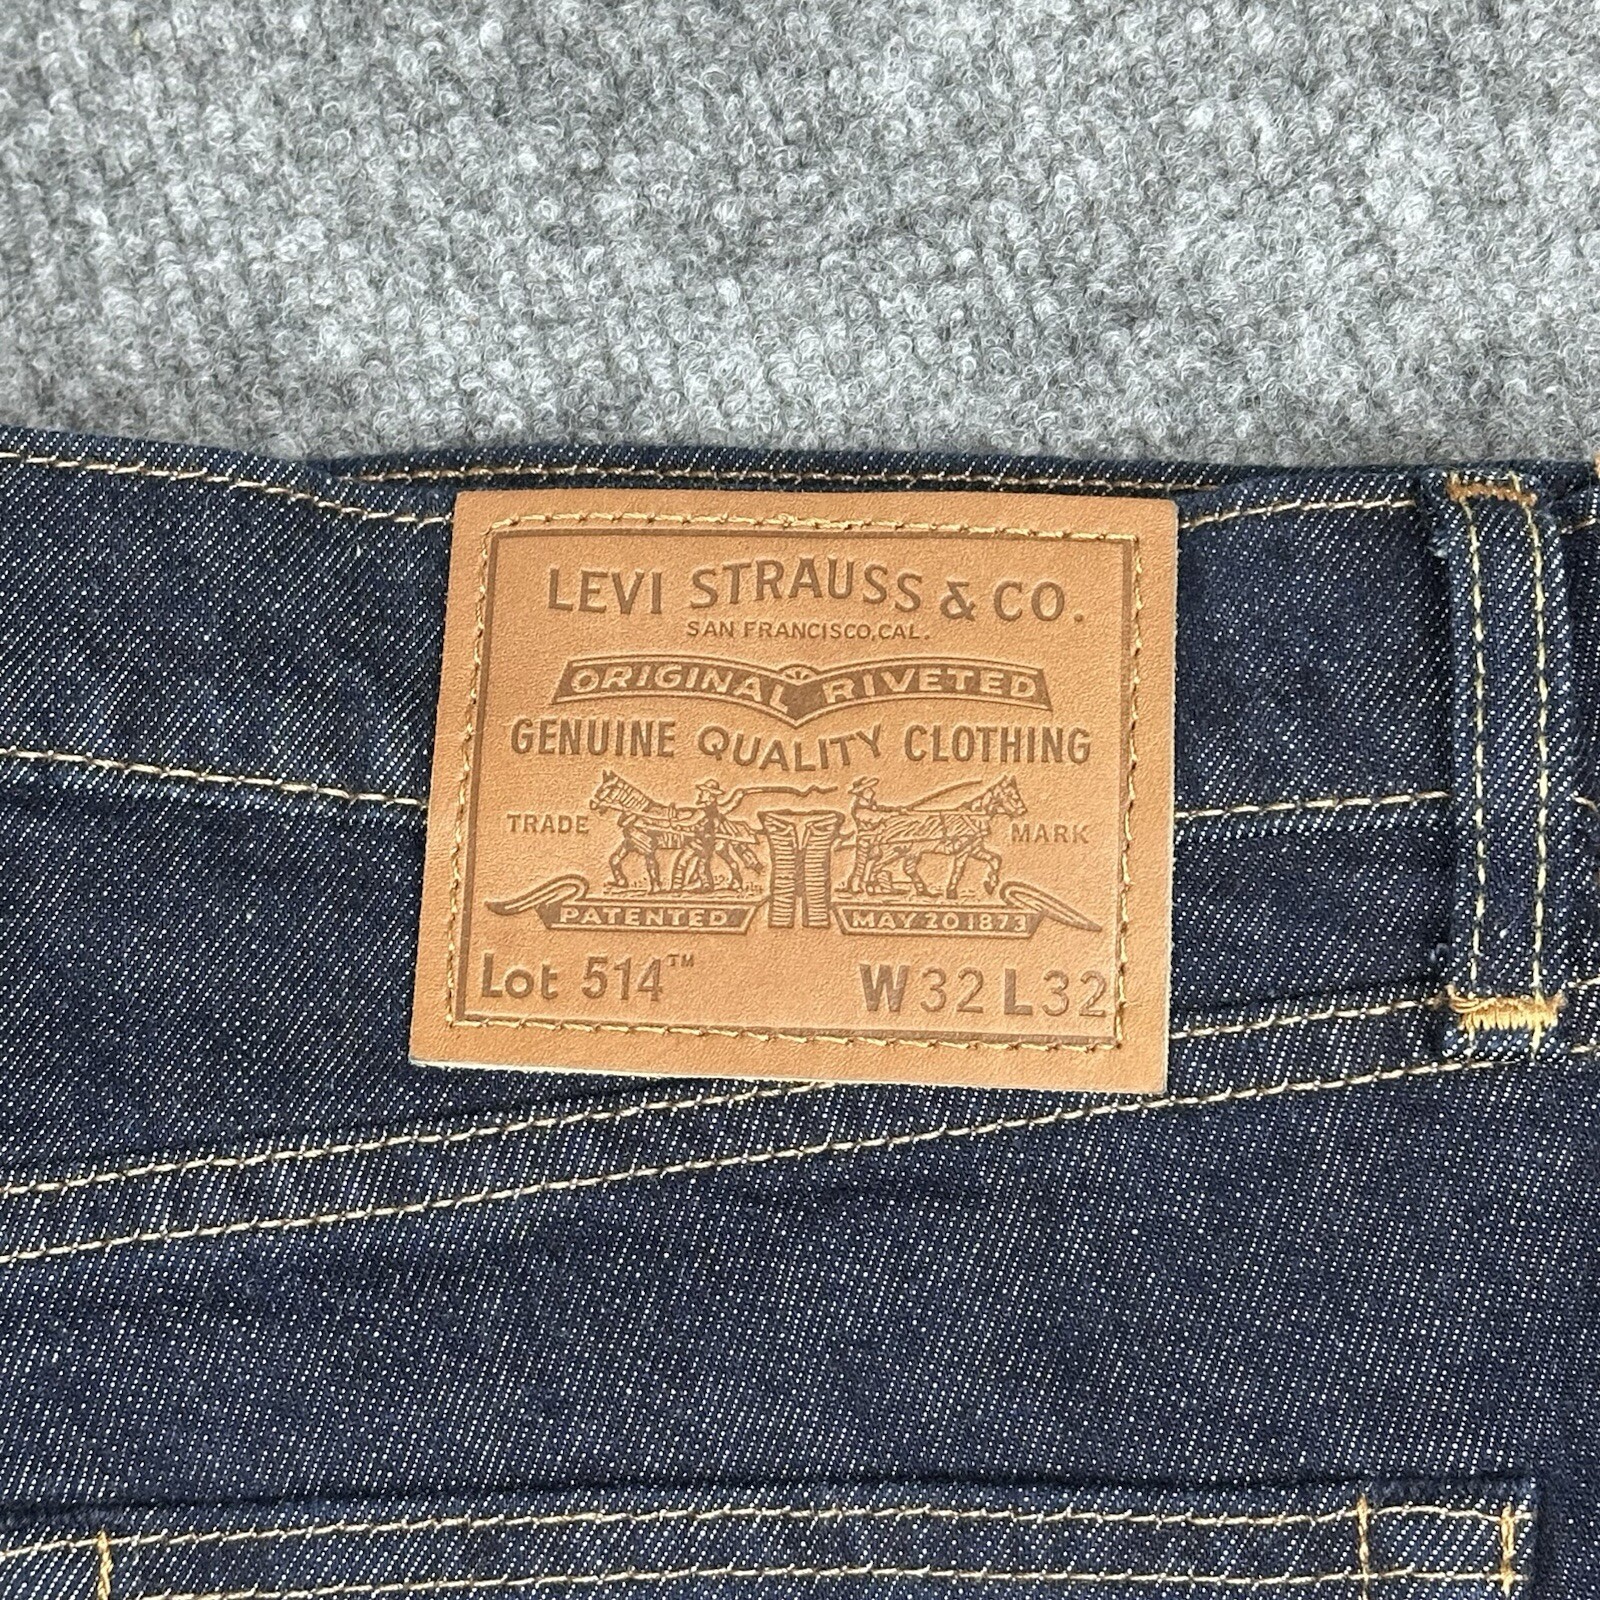 LEVI STRAUSS & CO.
SAN FRANCISCO, CAL.
ORIGINAL RIVETED
GENUINE QUALITY CLOTHING
TRADE MARK
PATENTED MAY 20 1873
Lot 514™ W32 L32